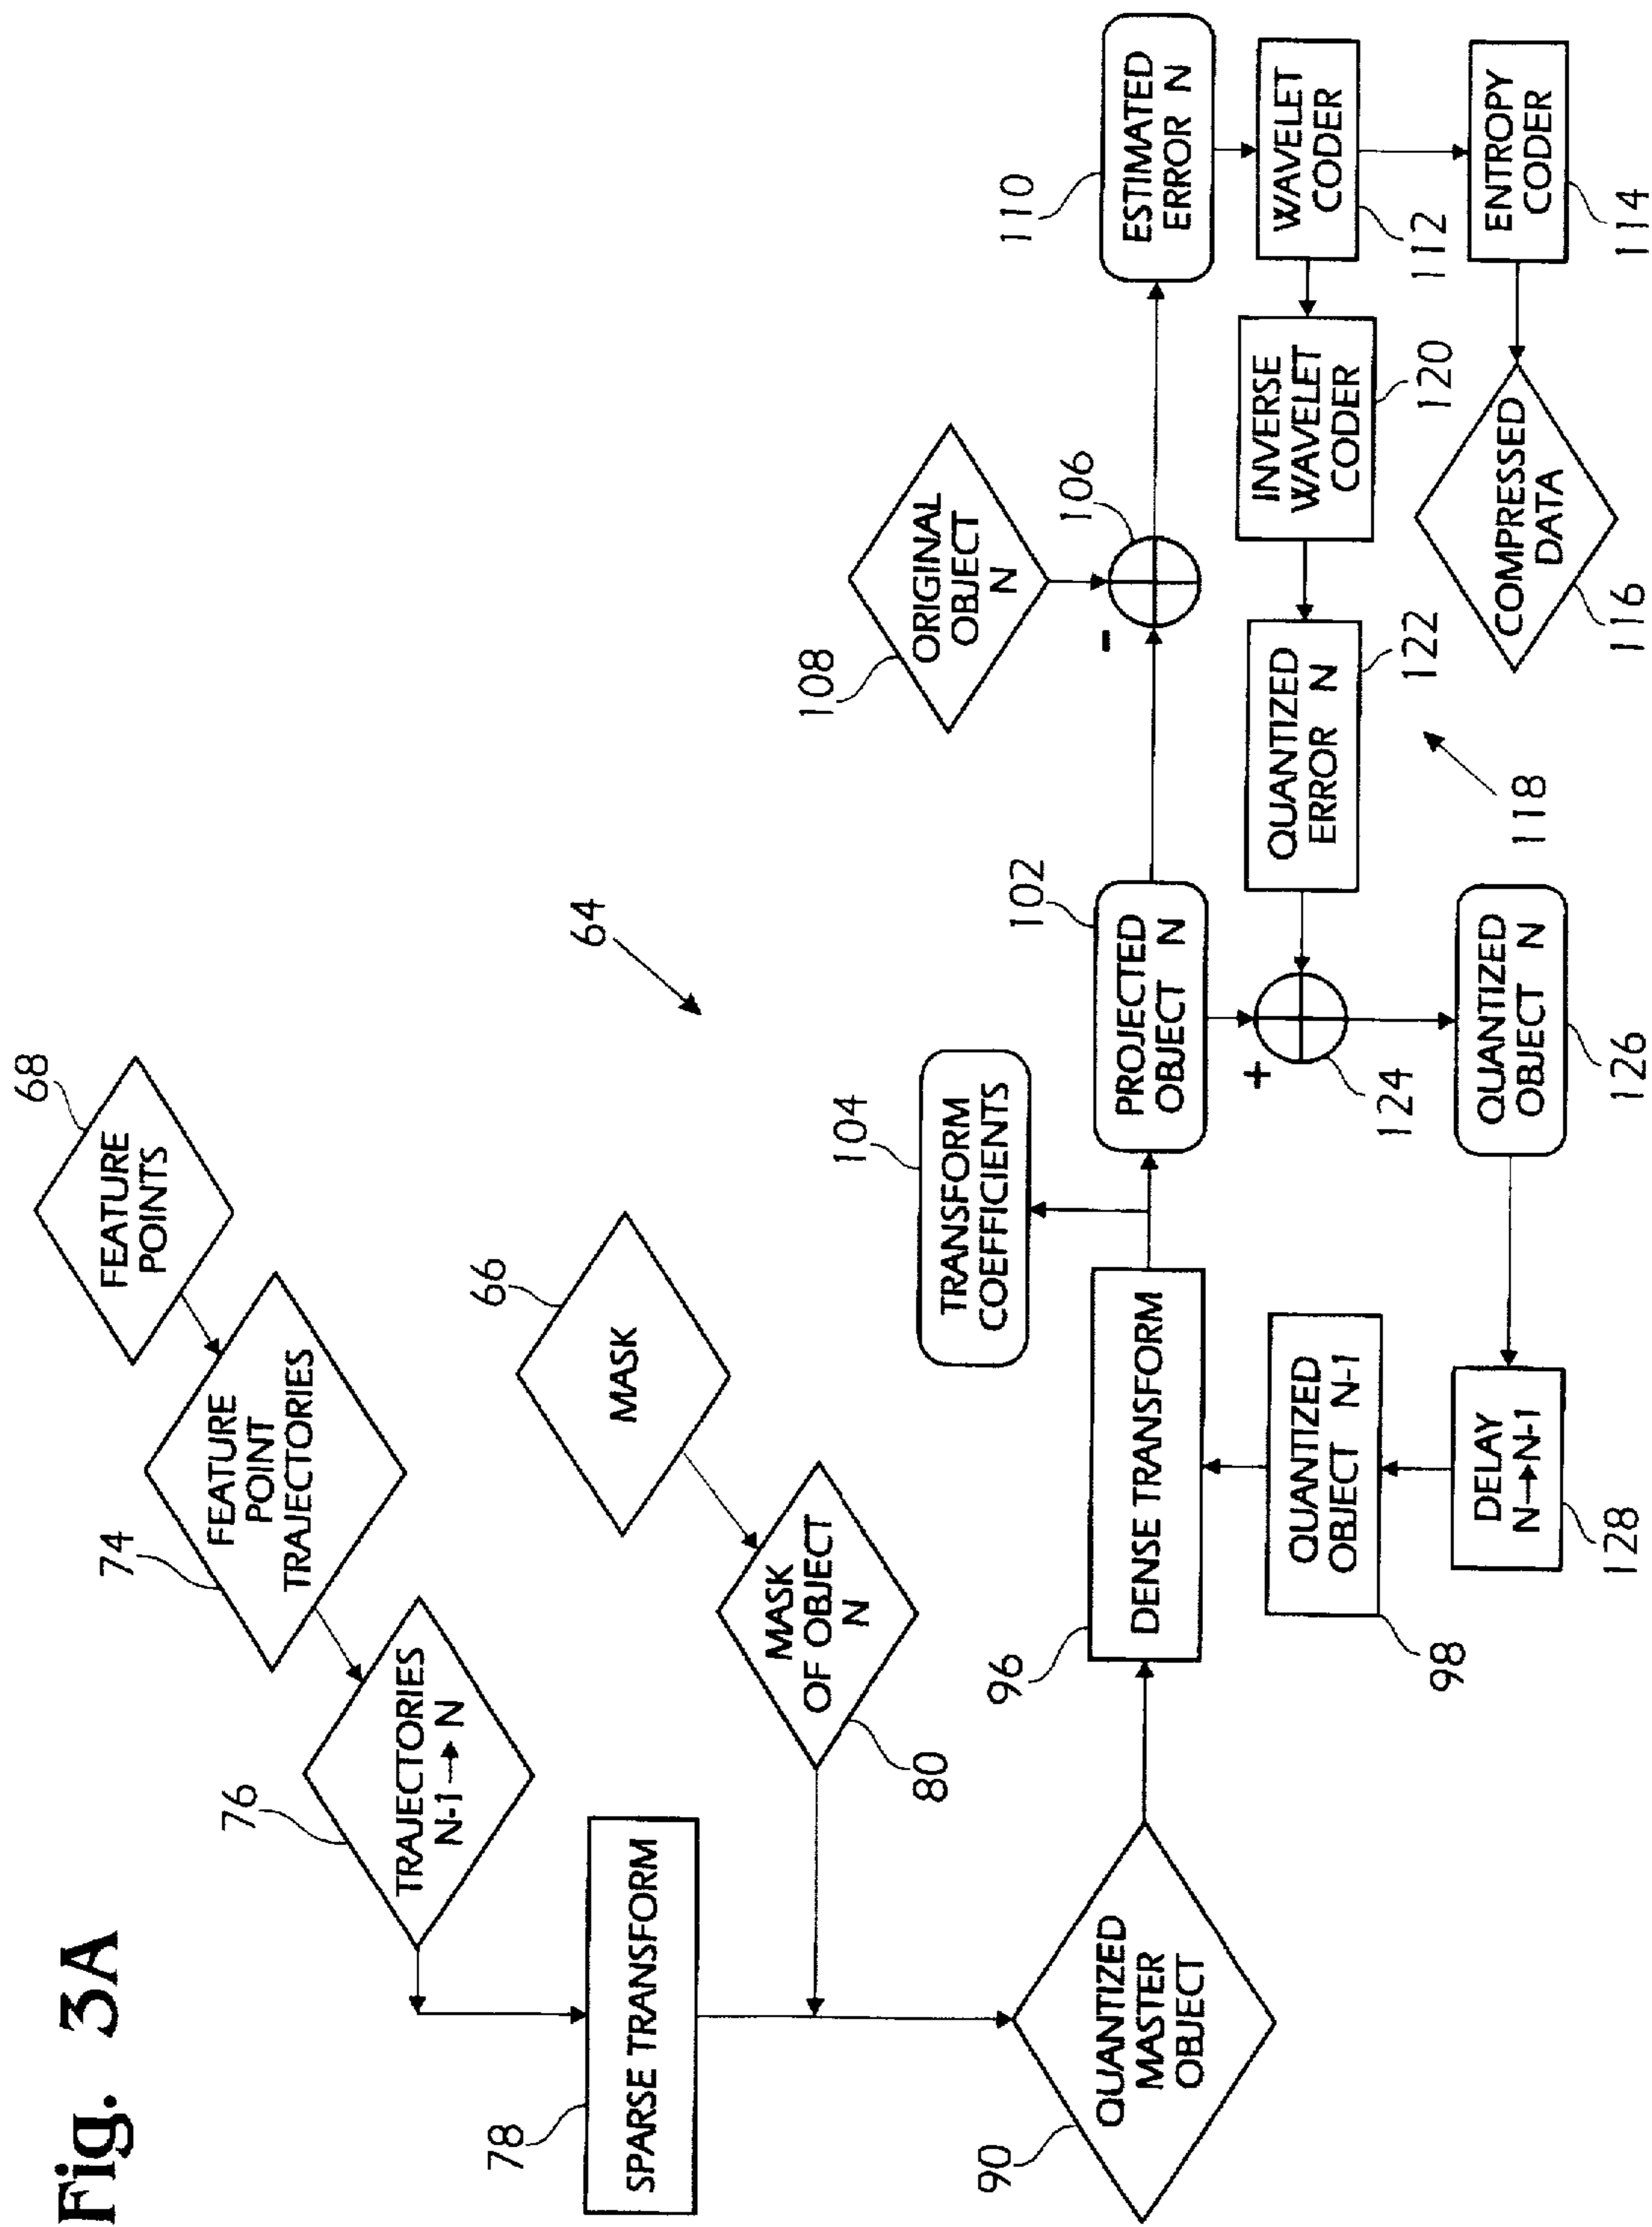 Fig. 3A
68
FEATURE
POINTS
74
FEATURE
POINT
TRAJECTORIES
76
TRAJECTORIES
N-1→N
78
SPARSE TRANSFORM
66
MASK
80
MASK
OF OBJECT
N
64
90
QUANTIZED
MASTER
OBJECT
96
DENSE TRANSFORM
104
TRANSFORM
COEFFICIENTS
102
PROJECTED
OBJECT N
108
ORIGINAL
OBJECT
N
-
106
110
ESTIMATED
ERROR N
WAVELET
CODER
112
ENTROPY
CODER
114
INVERSE
WAVELET
CODER
120
COMPRESSED
DATA
116
QUANTIZED
ERROR N
122
118
+
124
QUANTIZED
OBJECT N
126
DELAY
N→N-1
128
QUANTIZED
OBJECT N-1
98